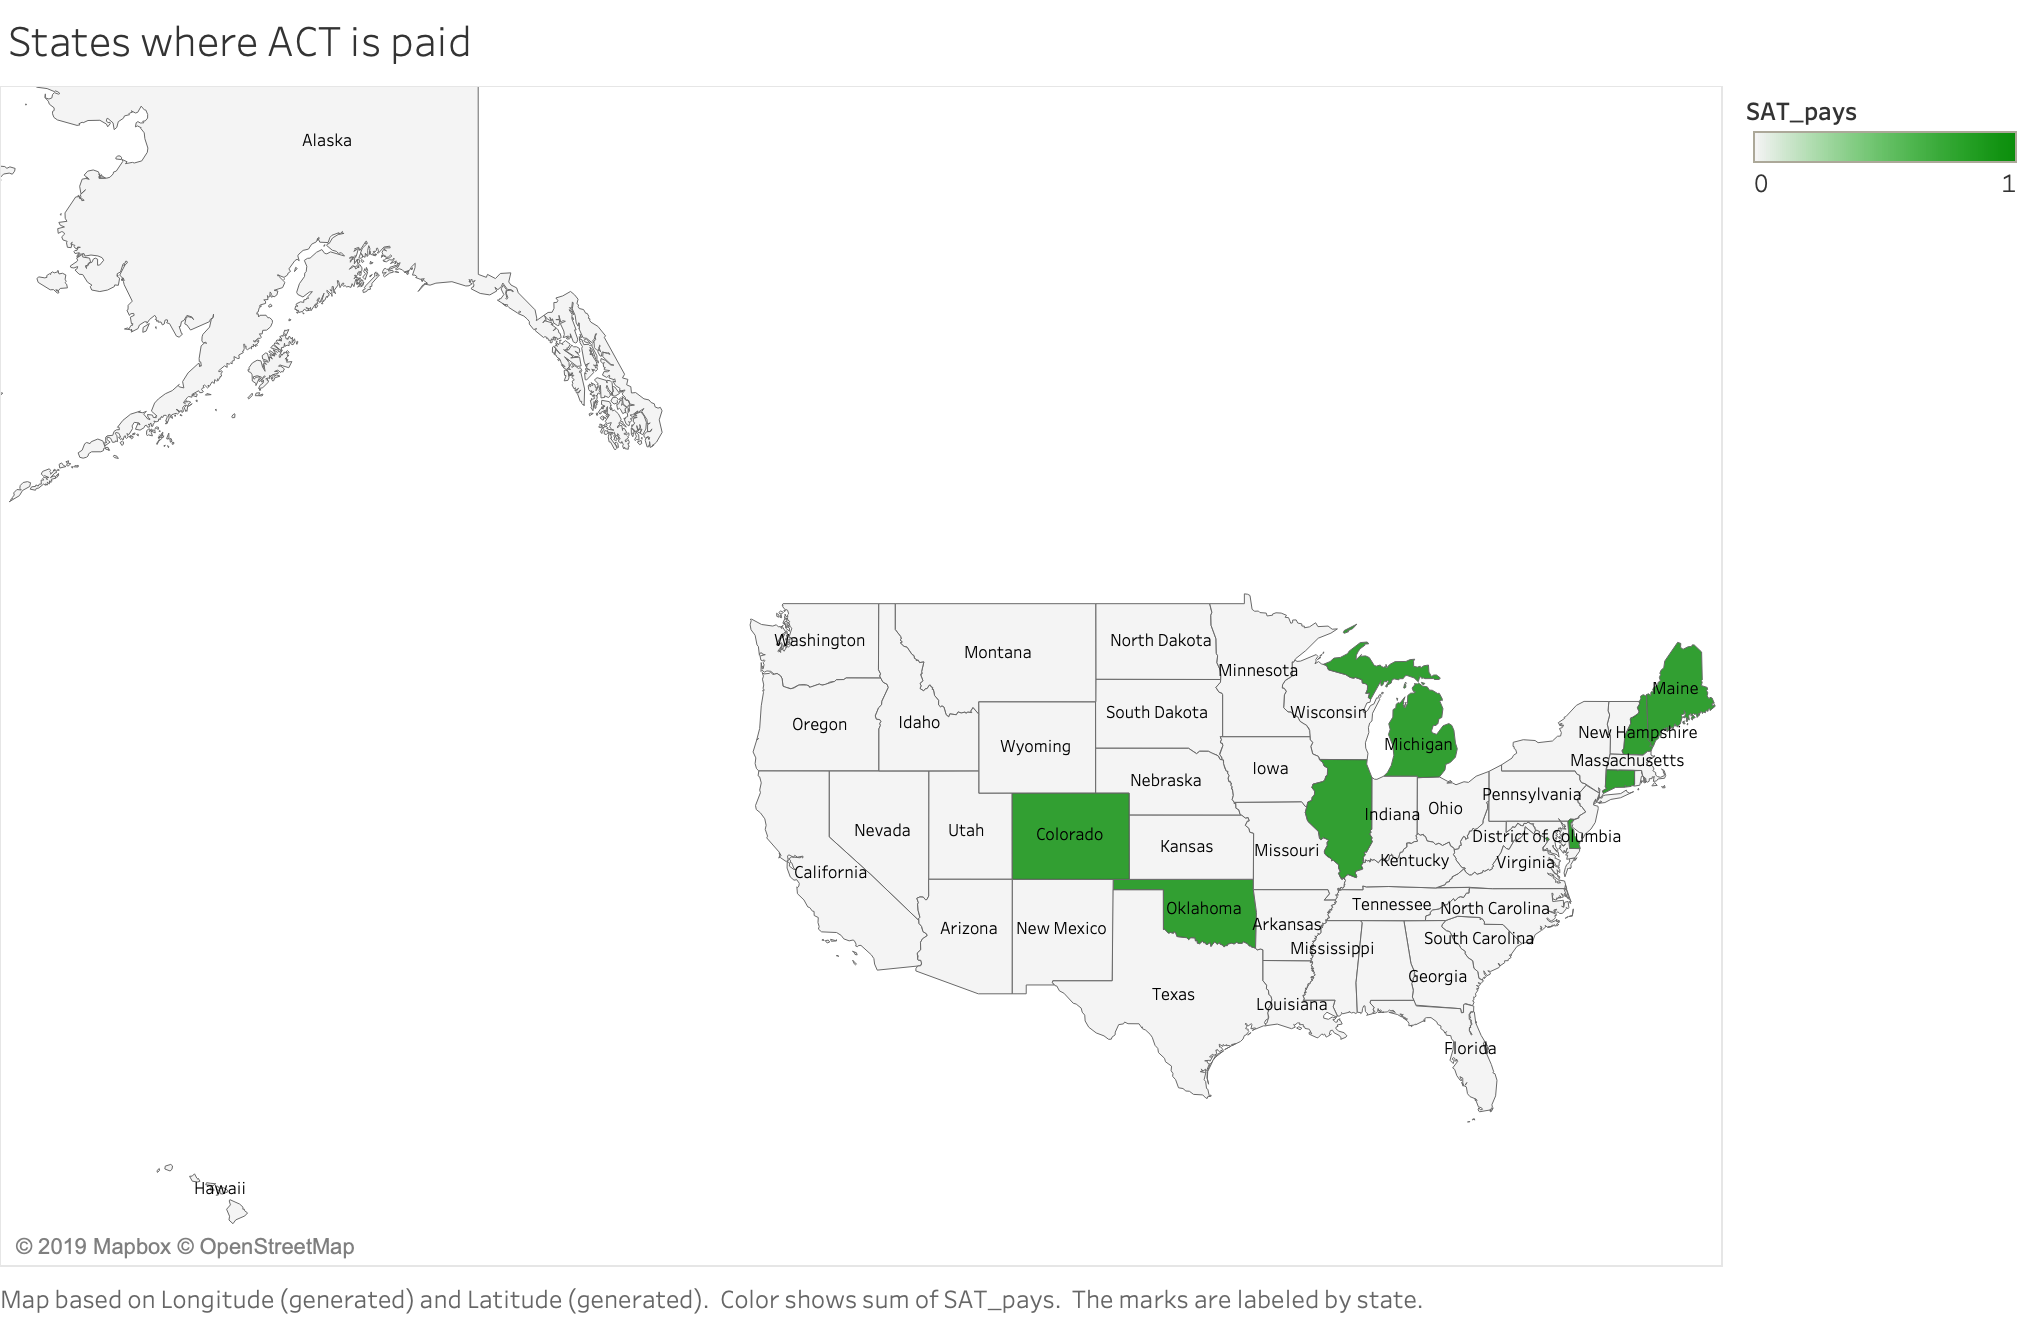 States where ACT is paid
SAT_pays
0 1
Alaska
Washington
Montana
North Dakota
Minnesota
Maine
Oregon
Idaho
South Dakota
Wisconsin
New Hampshire
Wyoming
Michigan
Massachusetts
Iowa
Nebraska
Pennsylvania
Ohio
Indiana
Nevada
Utah
Colorado
District of Columbia
Kansas
Missouri
Kentucky
Virginia
California
Oklahoma
Tennessee
North Carolina
Arizona
New Mexico
Arkansas
South Carolina
Mississippi
Georgia
Texas
Louisiana
Florida
Hawaii
© 2019 Mapbox © OpenStreetMap
Map based on Longitude (generated) and Latitude (generated).  Color shows sum of SAT_pays.  The marks are labeled by state.